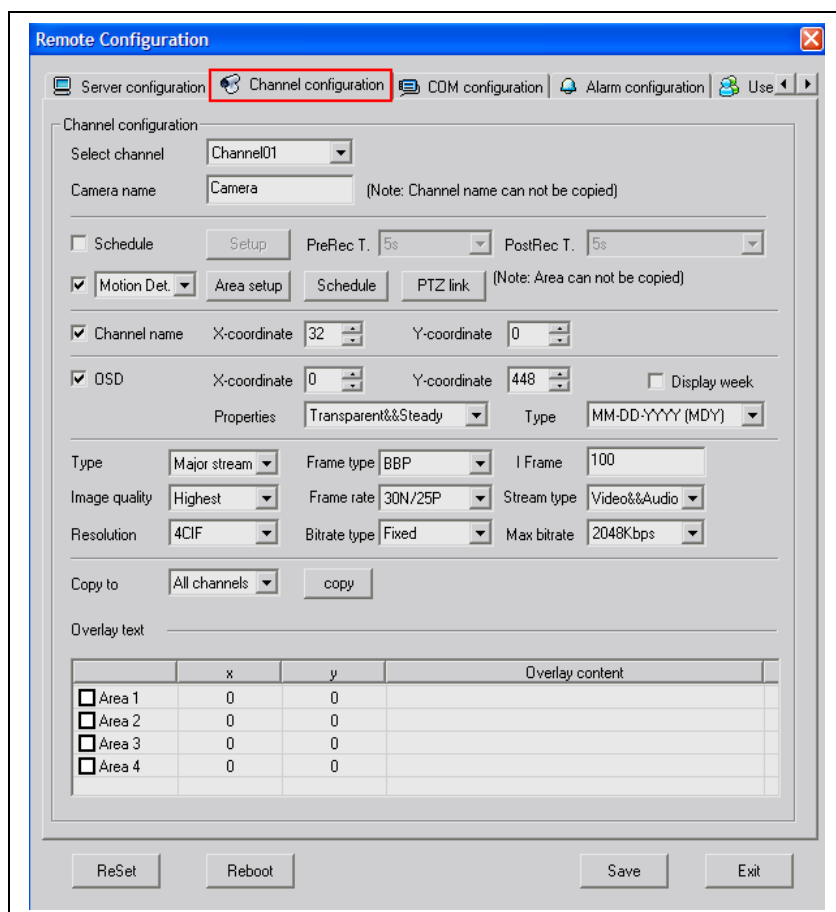 Remote Configuration
Server configuration Channel configuration COM configuration Alarm configuration Use
Channel configuration
Select channel Channel01
Camera name Camera (Note: Channel name can not be copied)
Schedule Setup PreRec T. 5s PostRec T. 5s
Motion Det. Area setup Schedule PTZ link (Note: Area can not be copied)
Channel name X-coordinate 32 Y-coordinate 0
OSD X-coordinate 0 Y-coordinate 448 Display week
Properties Transparent&&Steady Type MM-DD-YYYY (MDY)
Type Major stream Frame type BBP I Frame 100
Image quality Highest Frame rate 30N/25P Stream type Video&&Audio
Resolution 4CIF Bitrate type Fixed Max bitrate 2048Kbps
Copy to All channels copy
Overlay text
x y Overlay content
Area 1 0 0
Area 2 0 0
Area 3 0 0
Area 4 0 0
ReSet Reboot Save Exit